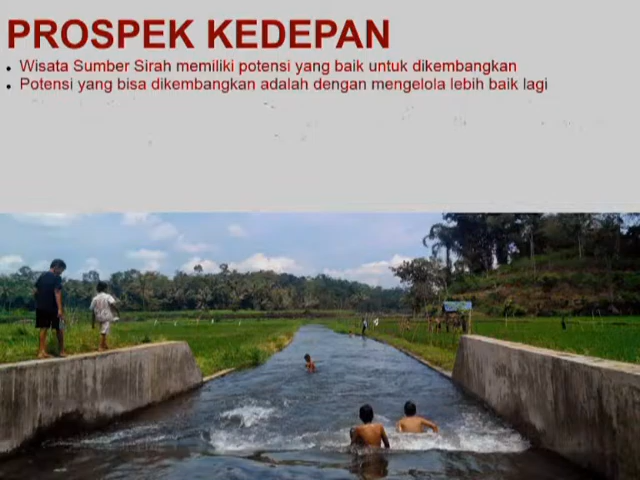 PROSPEK KEDEPAN
• Wisata Sumber Sirah memiliki potensi yang baik untuk dikembangkan
• Potensi yang bisa dikembangkan adalah dengan mengelola lebih baik lagi